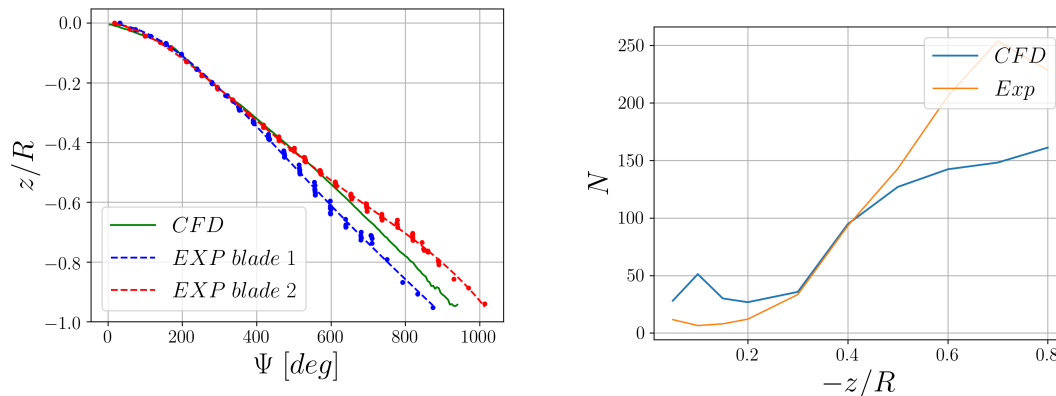 0.0
−0.2
−0.4
−0.6
−0.8
−1.0
z/R
0 200 400 600 800 1000
Ψ [deg]
CFD
EXP blade 1
EXP blade 2
250
200
150
100
50
0
N
0.2 0.4 0.6 0.8
−z/R
CFD
Exp